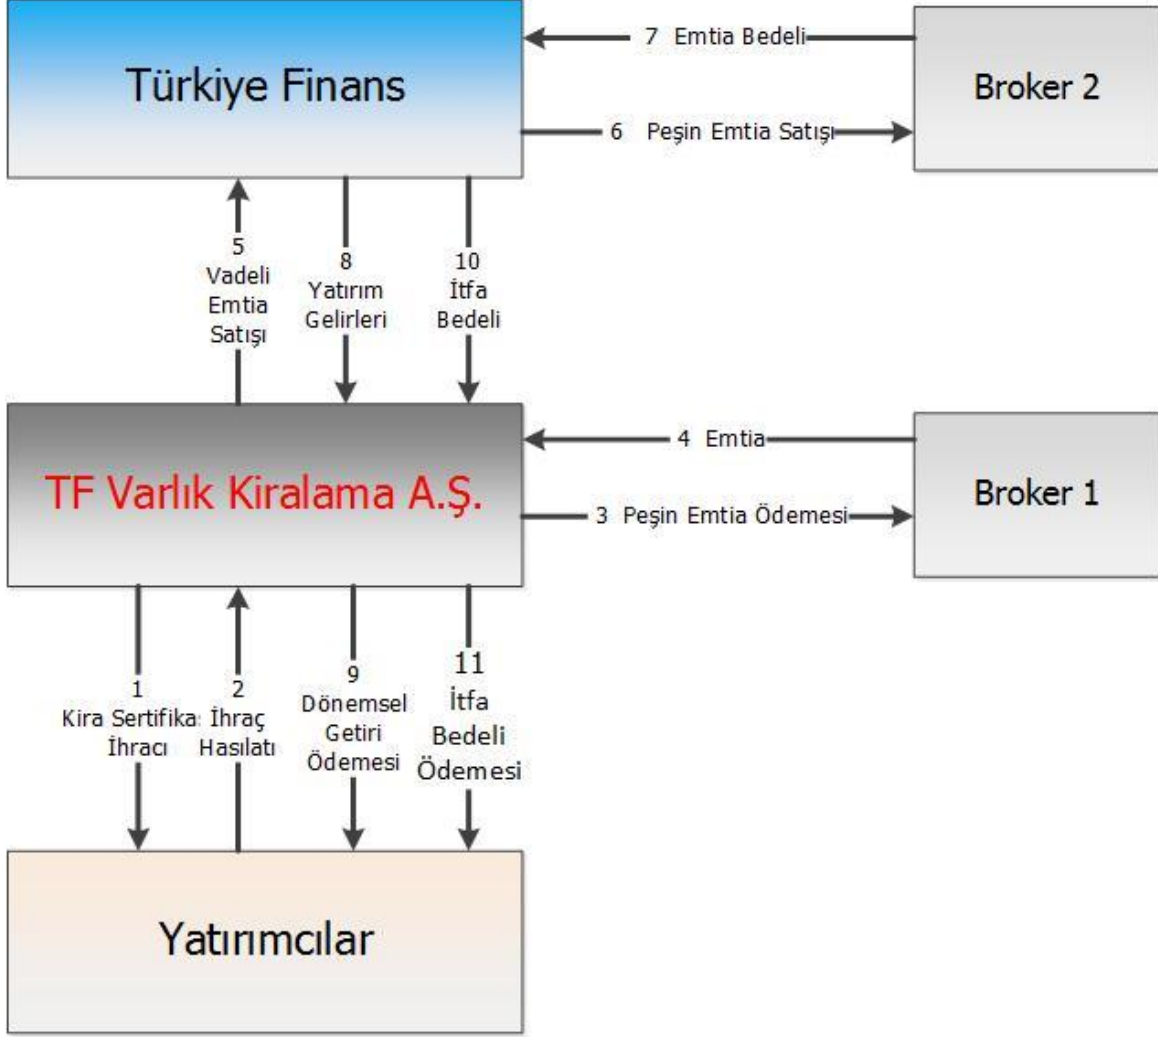 Türkiye Finans
7 Emtia Bedeli
6 Peşin Emtia Satışı
Broker 2
5
Vadeli
Emtia
Satışı
8
Yatırım
Gelirleri
10
İtfa
Bedeli
TF Varlık Kiralama A.Ş.
4 Emtia
3 Peşin Emtia Ödemesi
Broker 1
1
Kira Sertifika
İhracı
2
İhraç
Hasılatı
9
Dönemsel
Getiri
Ödemesi
11
İtfa
Bedeli
Ödemesi
Yatırımcılar